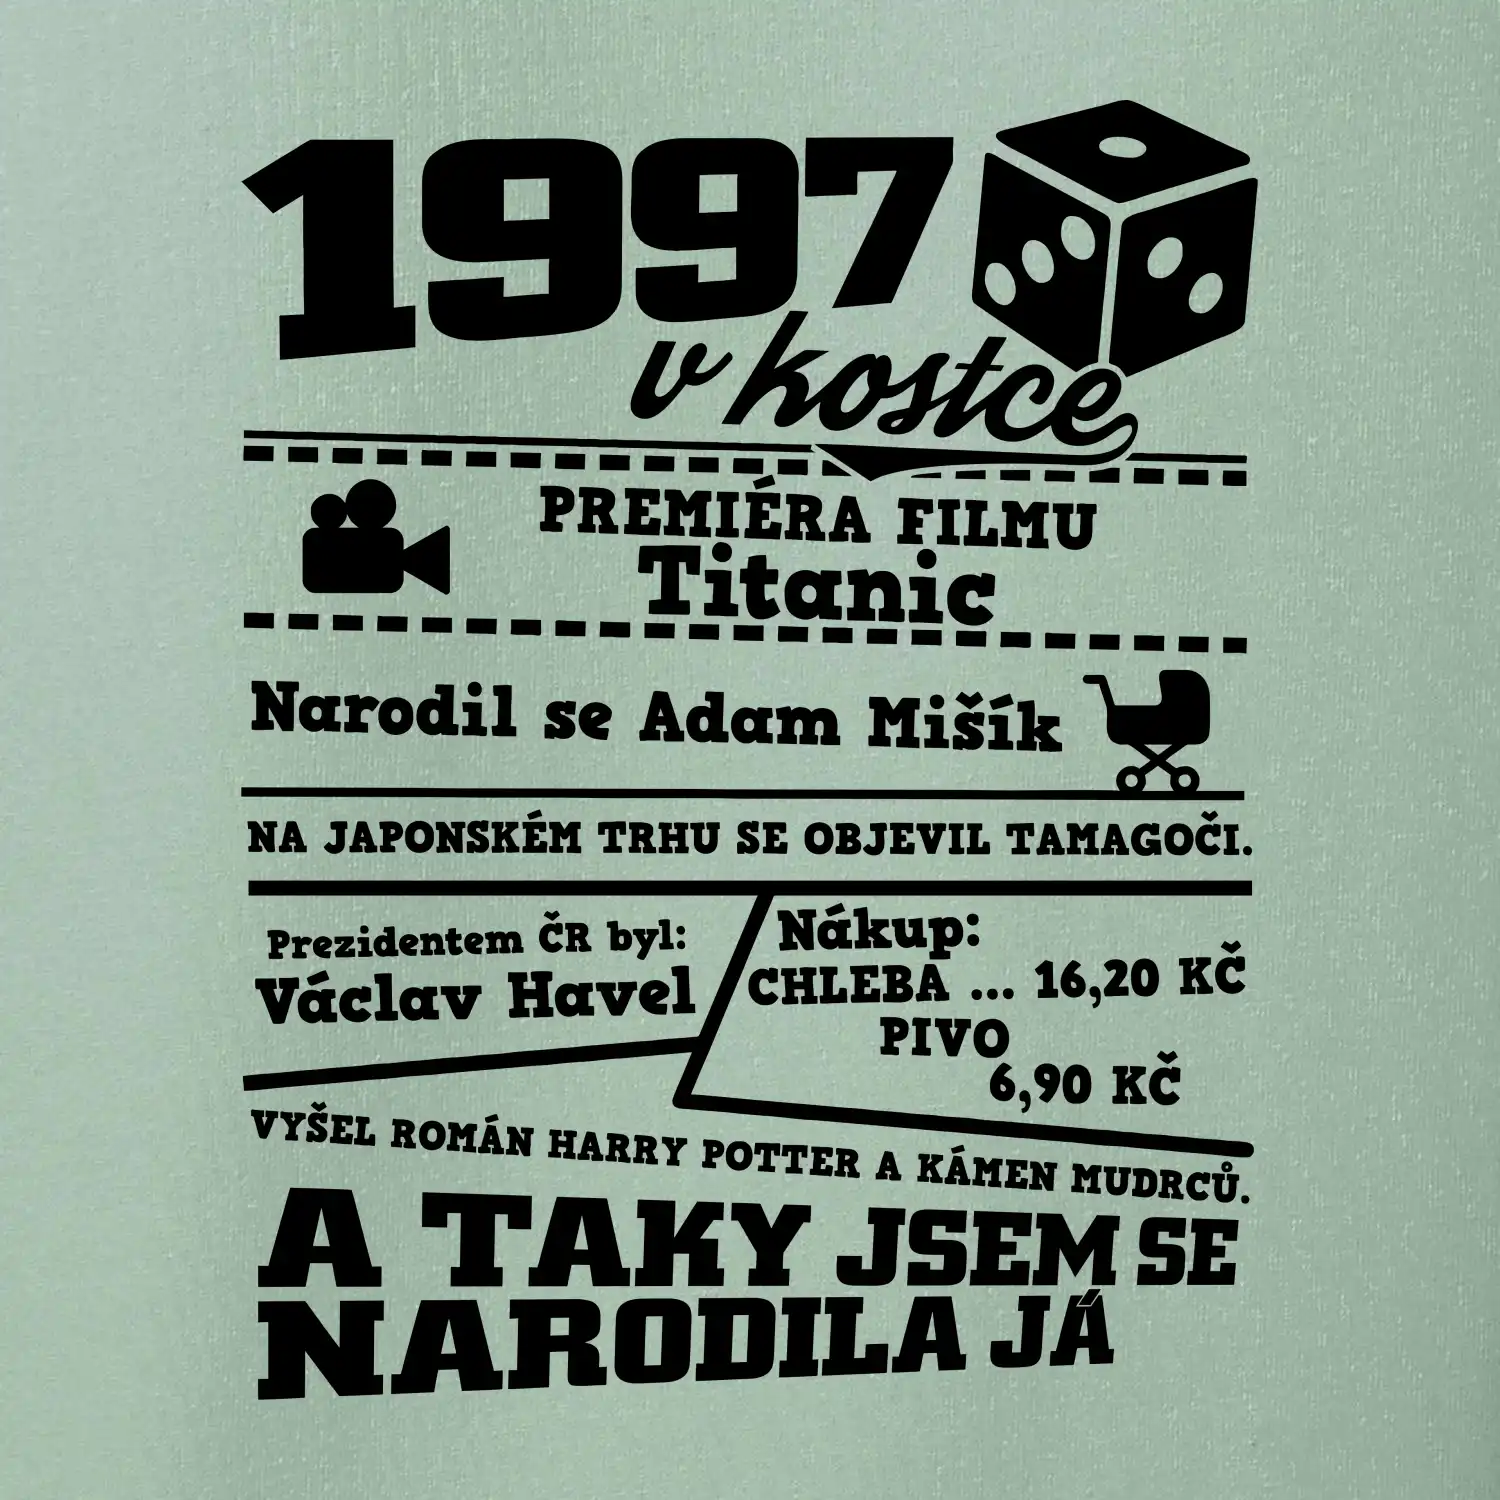 1997
v kostce
PREMIÉRA FILMU
Titanic
Narodil se Adam Mišík
NA JAPONSKÉM TRHU SE OBJEVIL TAMAGOČI.
Prezidentem ČR byl:
Václav Havel
Nákup:
CHLEBA ... 16,20 KČ
PIVO
6,90 KČ
VYŠEL ROMÁN HARRY POTTER A KÁMEN MUDRCŮ.
A TAKY JSEM SE
NARODILA JÁ